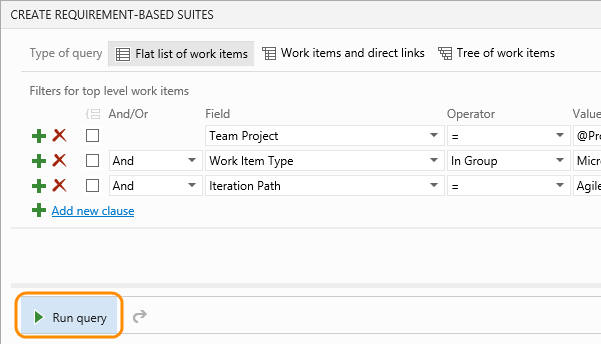 CREATE REQUIREMENT-BASED SUITES
Type of query Flat list of work items Work items and direct links Tree of work items
Filters for top level work items
And/Or Field Operator Value
Team Project = @Pro
And Work Item Type In Group Micr
And Iteration Path = Agile
Add new clause
Run query